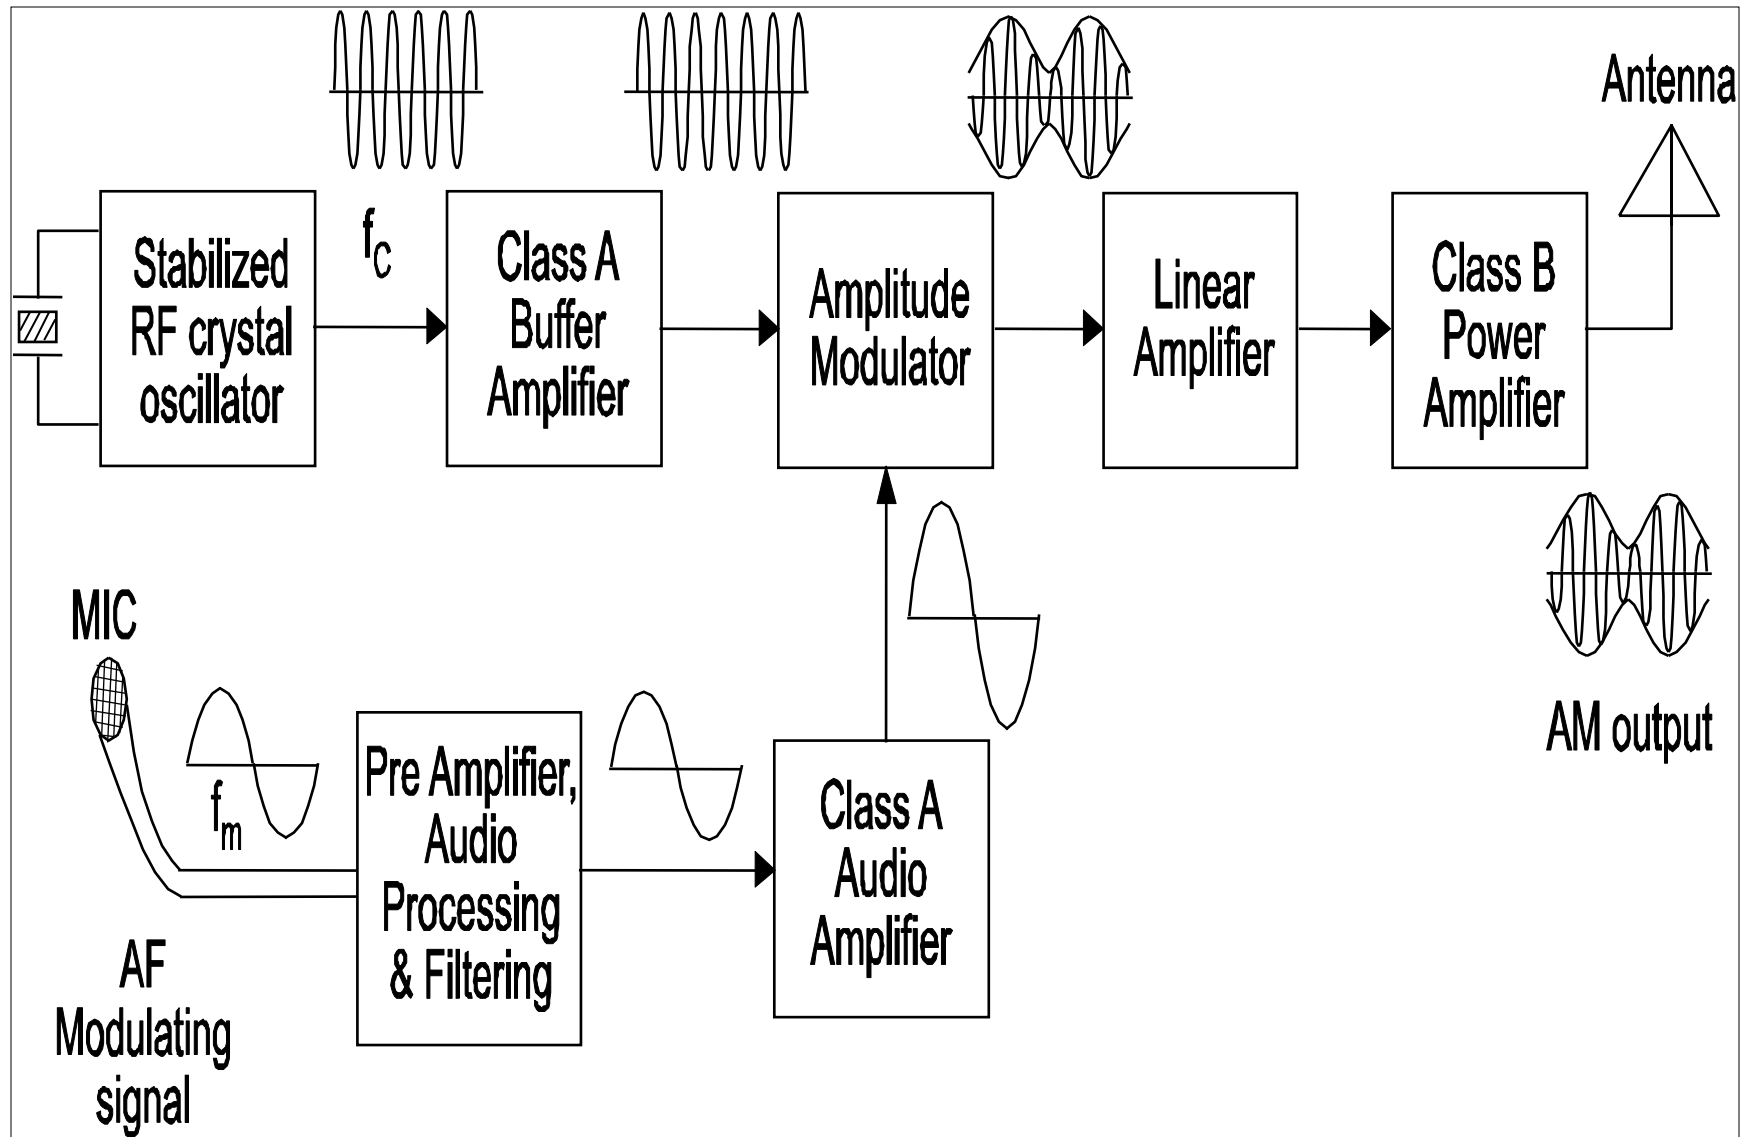 Antenna
Stabilized
RF crystal
oscillator
fC
Class A
Buffer
Amplifier
Amplitude
Modulator
Linear
Amplifier
Class B
Power
Amplifier
MIC
fm
Pre Amplifier,
Audio
Processing
& Filtering
Class A
Audio
Amplifier
AM output
AF
Modulating
signal